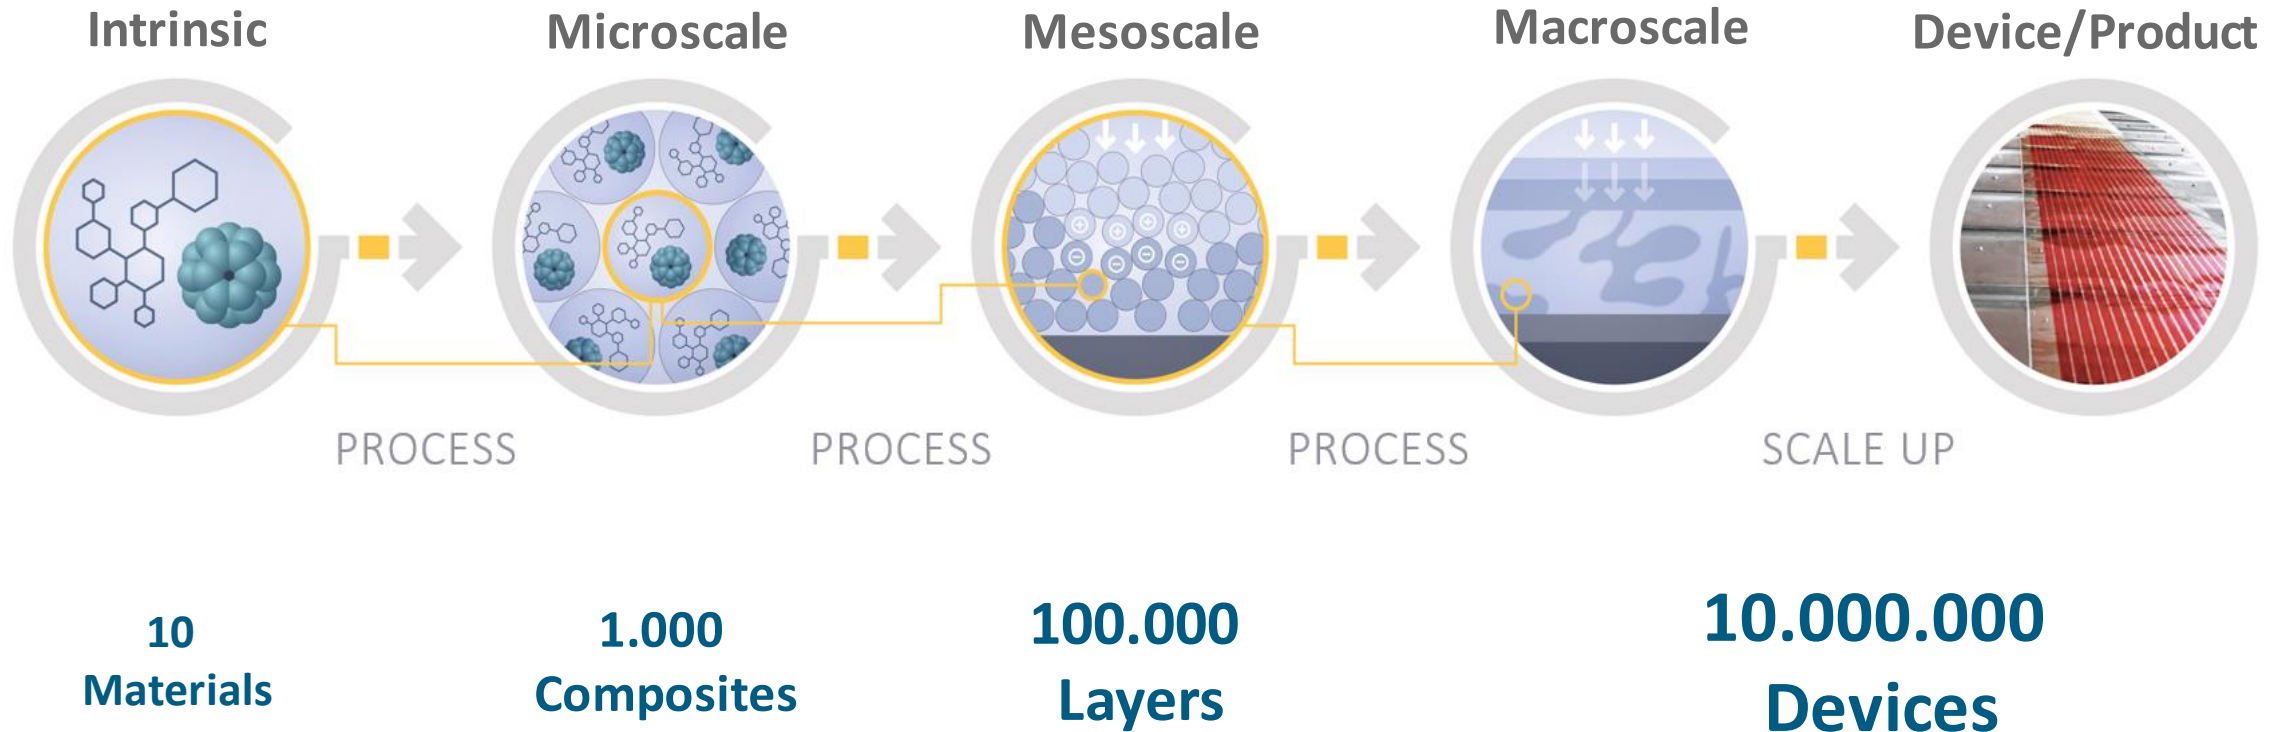 Intrinsic
Microscale
Mesoscale
Macroscale
Device/Product
PROCESS
PROCESS
PROCESS
SCALE UP
10
Materials
1.000
Composites
100.000
Layers
10.000.000
Devices